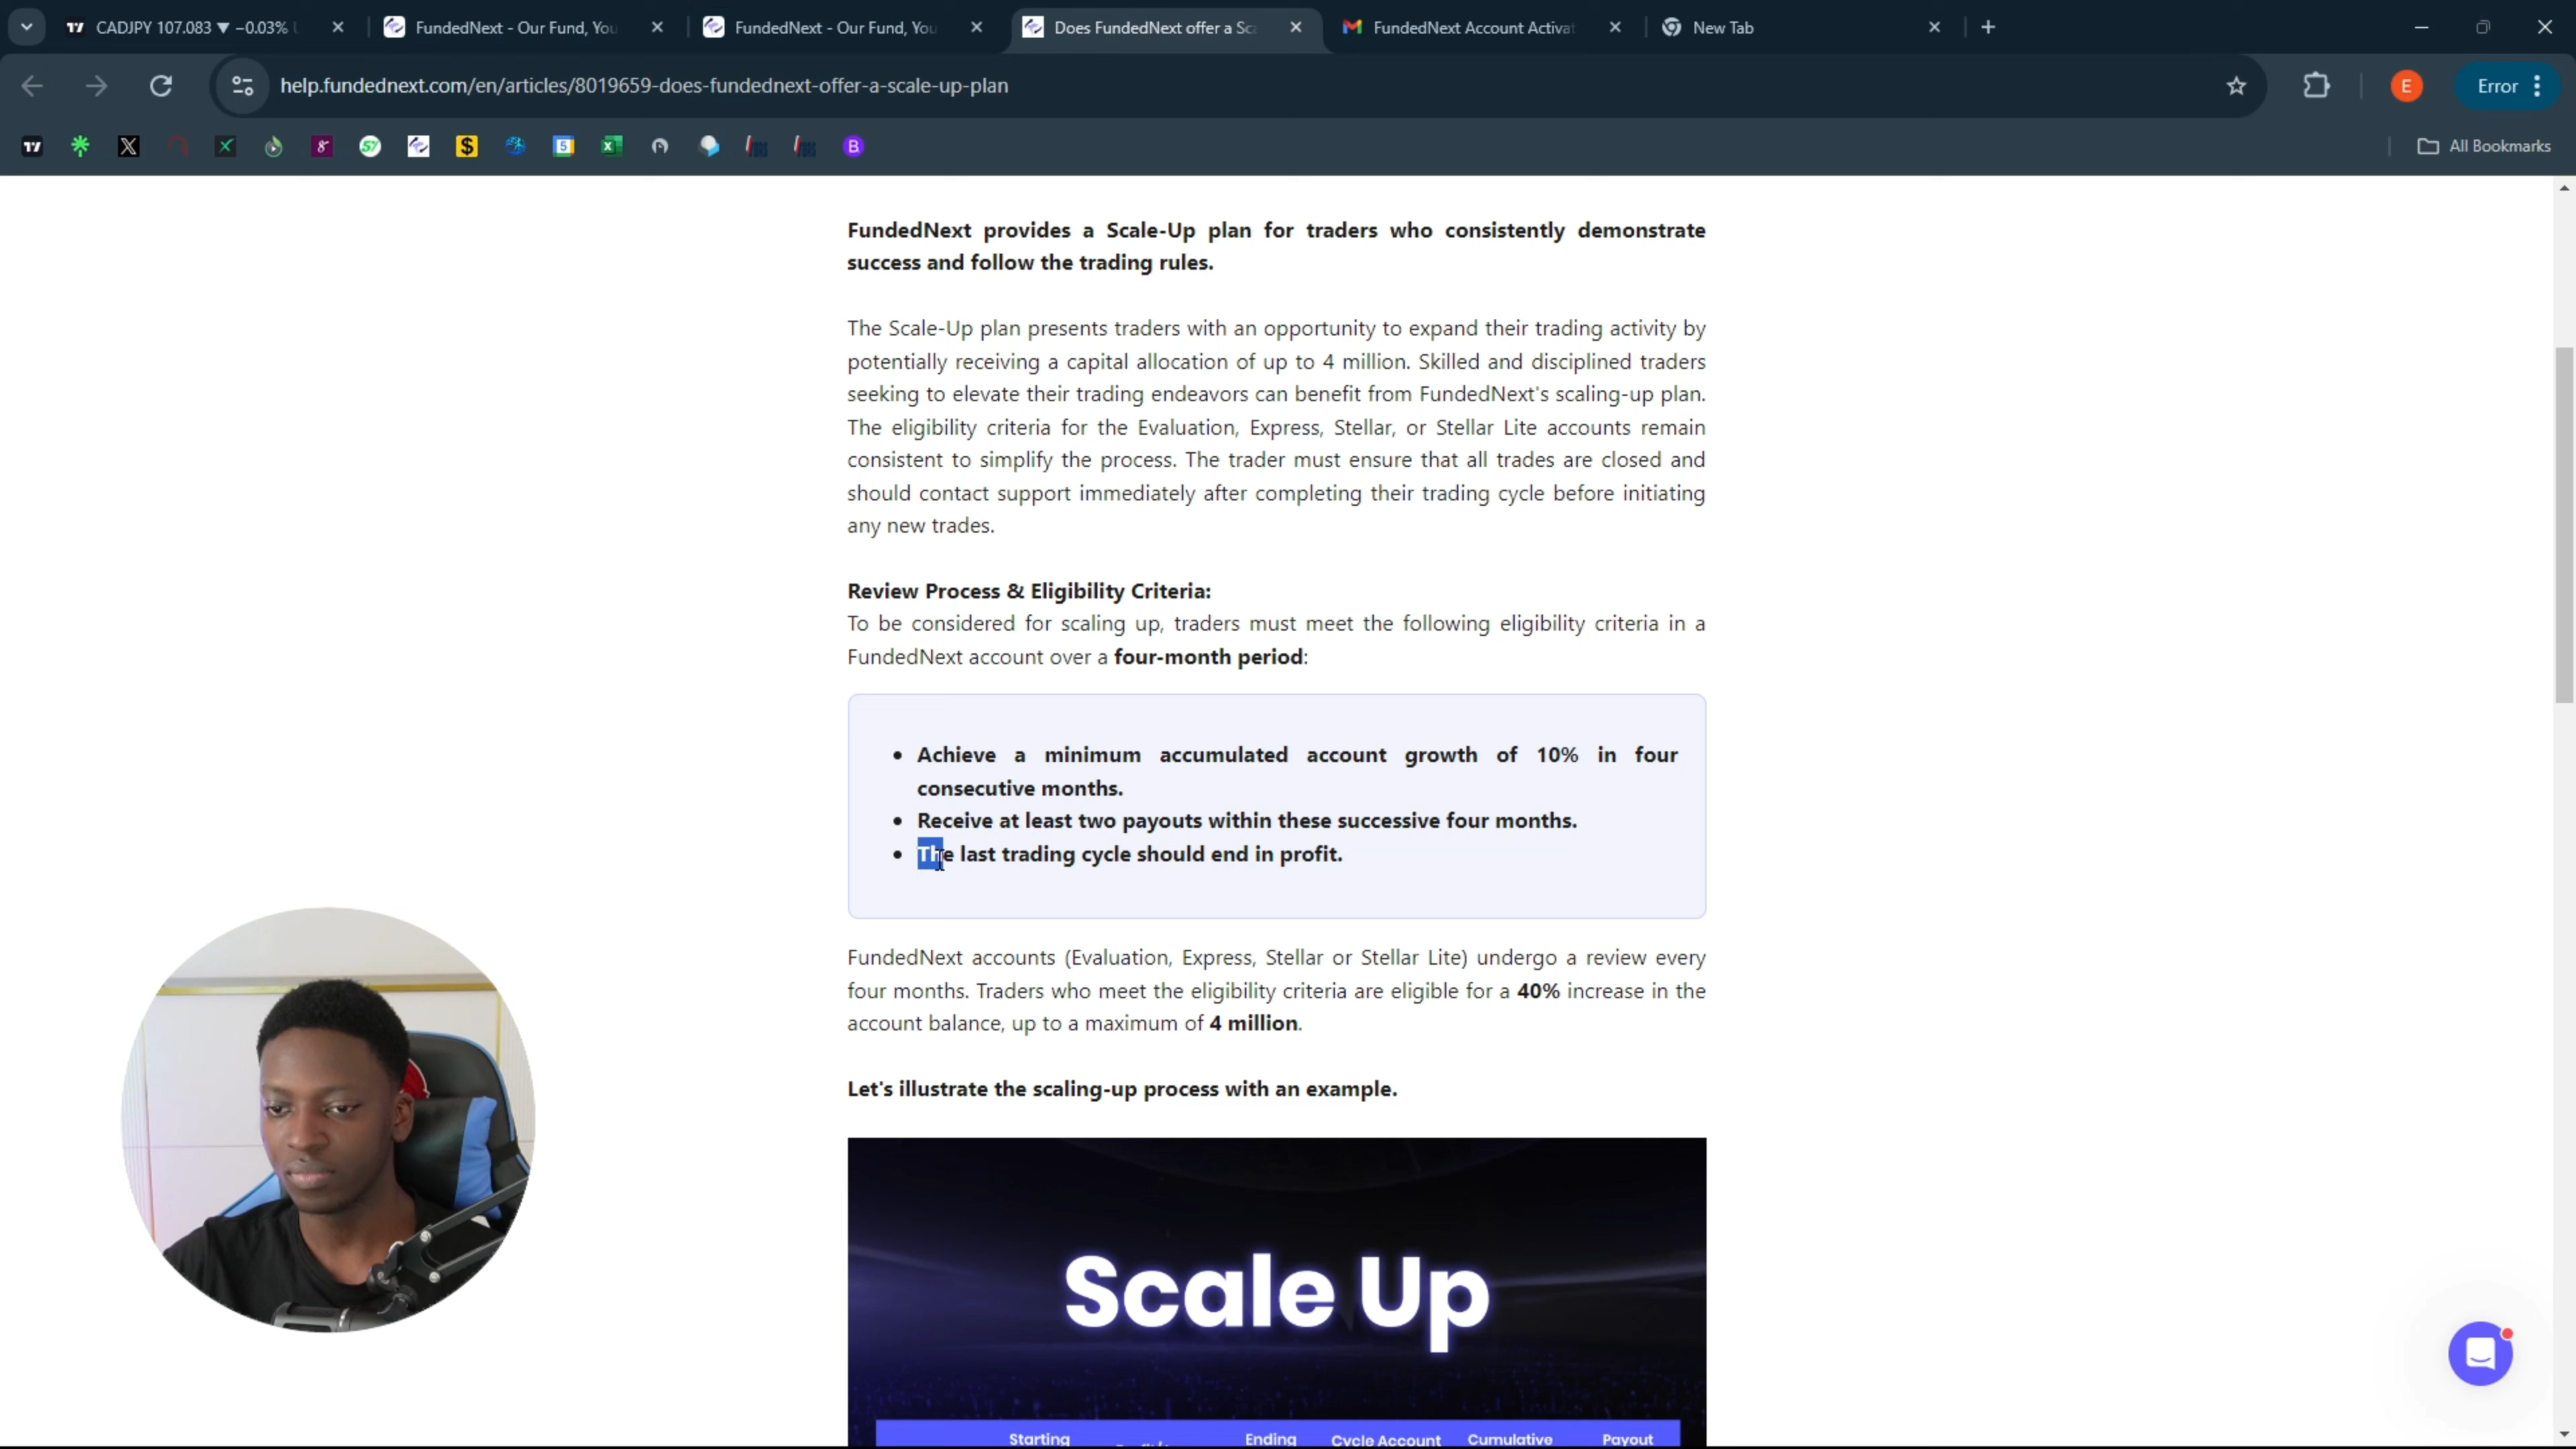 CADJPY 107.083 ▼ −0.03%
FundedNext - Our Fund, You
FundedNext - Our Fund, You
Does FundedNext offer a Sca
FundedNext Account Activat
New Tab
help.fundednext.com/en/articles/8019659-does-fundednext-offer-a-scale-up-plan
E
Error
All Bookmarks
FundedNext provides a Scale-Up plan for traders who consistently demonstrate
success and follow the trading rules.
The Scale-Up plan presents traders with an opportunity to expand their trading activity by
potentially receiving a capital allocation of up to 4 million. Skilled and disciplined traders
seeking to elevate their trading endeavors can benefit from FundedNext's scaling-up plan.
The eligibility criteria for the Evaluation, Express, Stellar, or Stellar Lite accounts remain
consistent to simplify the process. The trader must ensure that all trades are closed and
should contact support immediately after completing their trading cycle before initiating
any new trades.
Review Process & Eligibility Criteria:
To be considered for scaling up, traders must meet the following eligibility criteria in a
FundedNext account over a four-month period:
• Achieve a minimum accumulated account growth of 10% in four
consecutive months.
• Receive at least two payouts within these successive four months.
• The last trading cycle should end in profit.
FundedNext accounts (Evaluation, Express, Stellar or Stellar Lite) undergo a review every
four months. Traders who meet the eligibility criteria are eligible for a 40% increase in the
account balance, up to a maximum of 4 million.
Let's illustrate the scaling-up process with an example.
Scale Up
Starting Ending Cycle Account Cumulative Payout